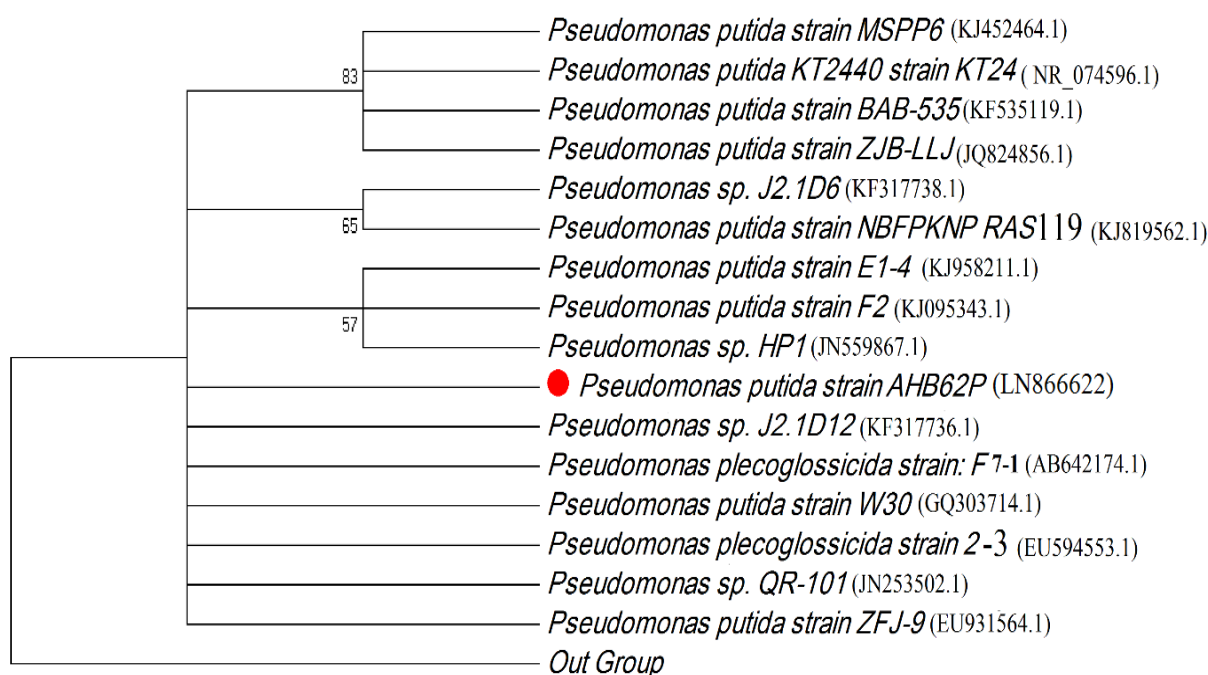 Pseudomonas putida strain MSPP6 (KJ452464.1)
83
Pseudomonas putida KT2440 strain KT24 ( NR_074596.1)
Pseudomonas putida strain BAB-535(KF535119.1)
Pseudomonas putida strain ZJB-LLJ(JQ824856.1)
Pseudomonas sp. J2.1D6 (KF317738.1)
65
Pseudomonas putida strain NBFPKNP RAS119 (KJ819562.1)
Pseudomonas putida strain E1-4 (KJ958211.1)
Pseudomonas putida strain F2 (KJ095343.1)
57
Pseudomonas sp. HP1 (JN559867.1)
Pseudomonas putida strain AHB62P (LN866622)
Pseudomonas sp. J2.1D12 (KF317736.1)
Pseudomonas plecoglossicida strain: F 7-1 (AB642174.1)
Pseudomonas putida strain W30 (GQ303714.1)
Pseudomonas plecoglossicida strain 2-3 (EU594553.1)
Pseudomonas sp. QR-101 (JN253502.1)
Pseudomonas putida strain ZFJ-9 (EU931564.1)
Out Group